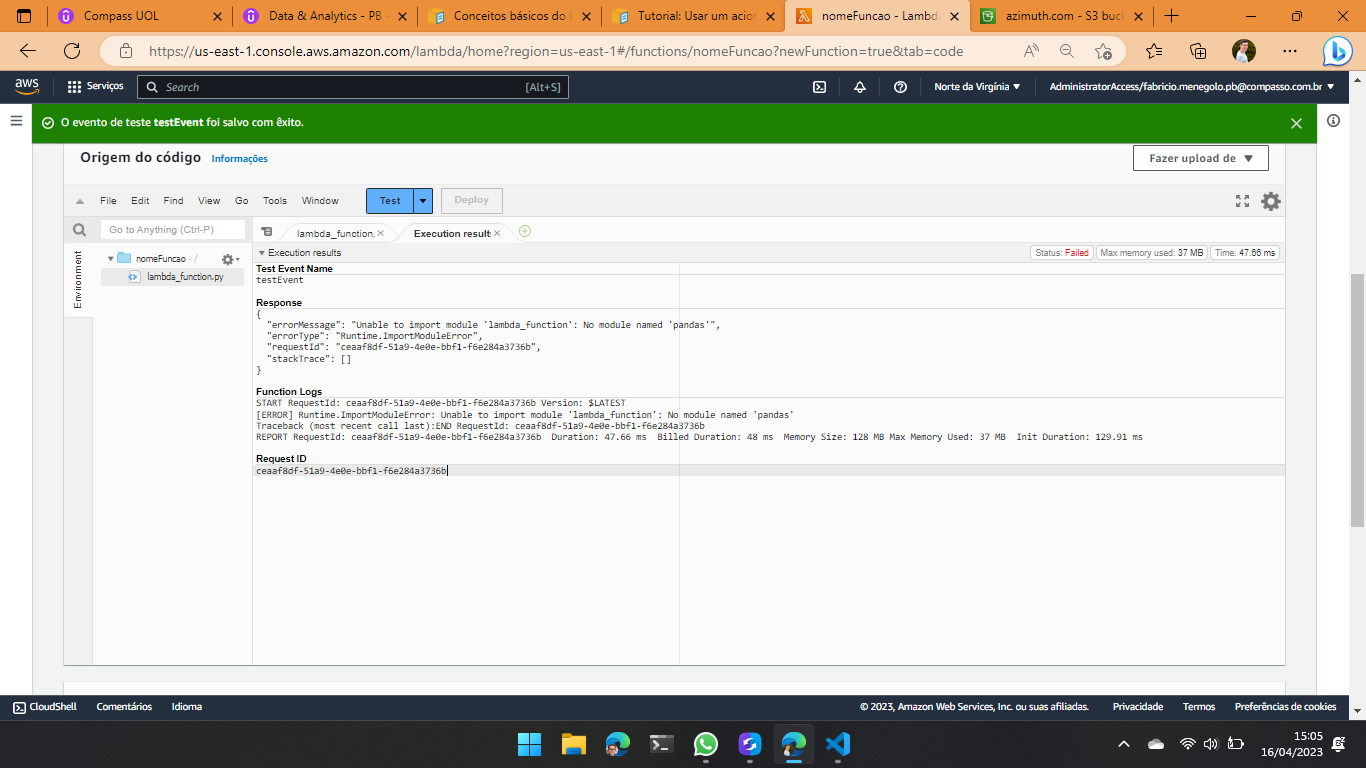 Compass UOL
Data & Analytics - PB -
Conceitos básicos do L
Tutorial: Usar um acion
nomeFuncao - Lambda
azimuth.com - S3 buck
https://us-east-1.console.aws.amazon.com/lambda/home?region=us-east-1#/functions/nomeFuncao?newFunction=true&tab=code
aws
Serviços
Search
[Alt+S]
Norte da Virgínia
AdministratorAccess/fabricio.menegolo.pb@compasso.com.br
O evento de teste testEvent foi salvo com êxito.
Origem do código
Informações
Fazer upload de
File Edit Find View Go Tools Window
Test
Deploy
Go to Anything (Ctrl-P)
lambda_function.
Execution results
Environment
nomeFuncao - /
lambda_function.py
Execution results
Status: Failed
Max memory used: 37 MB
Time: 47.66 ms
Test Event Name
testEvent
Response
{
"errorMessage": "Unable to import module 'lambda_function': No module named 'pandas'",
"errorType": "Runtime.ImportModuleError",
"requestId": "ceaaf8df-51a9-4e0e-bbf1-f6e284a3736b",
"stackTrace": []
}
Function Logs
START RequestId: ceaaf8df-51a9-4e0e-bbf1-f6e284a3736b Version: $LATEST
[ERROR] Runtime.ImportModuleError: Unable to import module 'lambda_function': No module named 'pandas'
Traceback (most recent call last):END RequestId: ceaaf8df-51a9-4e0e-bbf1-f6e284a3736b
REPORT RequestId: ceaaf8df-51a9-4e0e-bbf1-f6e284a3736b Duration: 47.66 ms Billed Duration: 48 ms Memory Size: 128 MB Max Memory Used: 37 MB Init Duration: 129.91 ms
Request ID
ceaaf8df-51a9-4e0e-bbf1-f6e284a3736b
CloudShell
Comentários
Idioma
© 2023, Amazon Web Services, Inc. ou suas afiliadas.
Privacidade
Termos
Preferências de cookies
15:05
16/04/2023